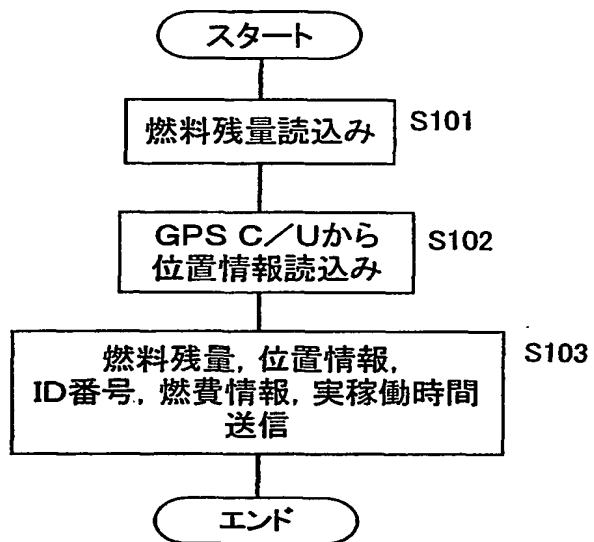 スタート
燃料残量読込み
S101
GPS C／Uから
位置情報読込み
S102
燃料残量, 位置情報,
ID番号, 燃費情報, 実稼働時間
送信
S103
エンド